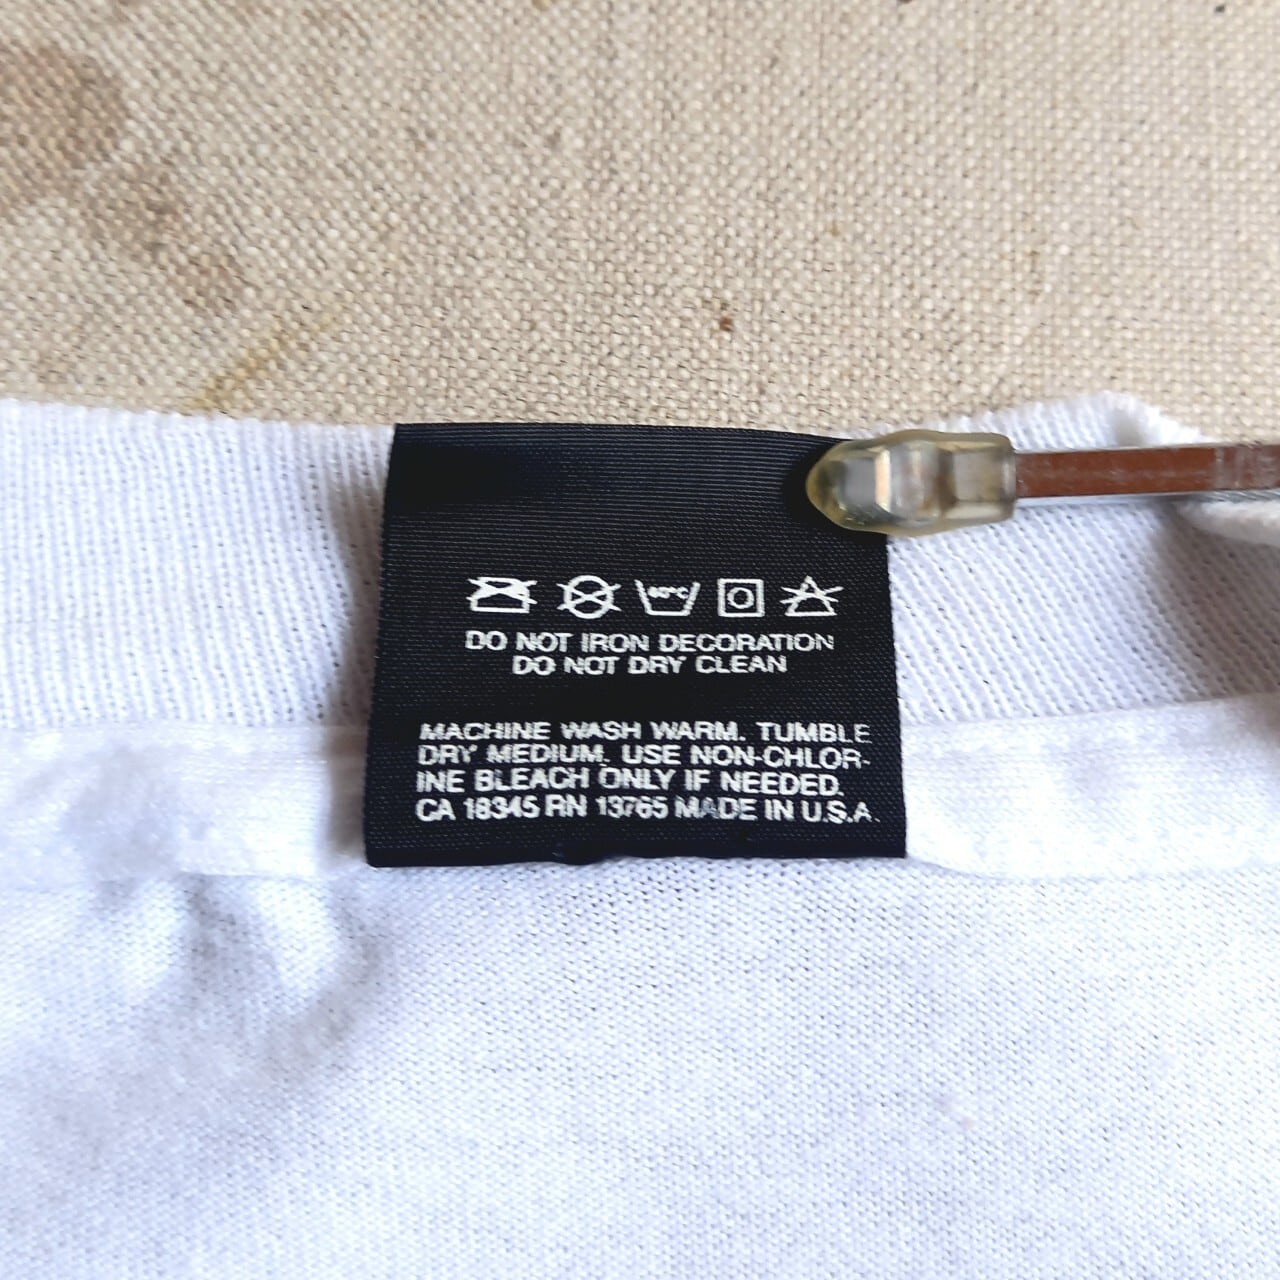 60°C
DO NOT IRON DECORATION
DO NOT DRY CLEAN
MACHINE WASH WARM. TUMBLE
DRY MEDIUM. USE NON-CHLOR-
INE BLEACH ONLY IF NEEDED.
CA 18345 RN 13765 MADE IN U.S.A.